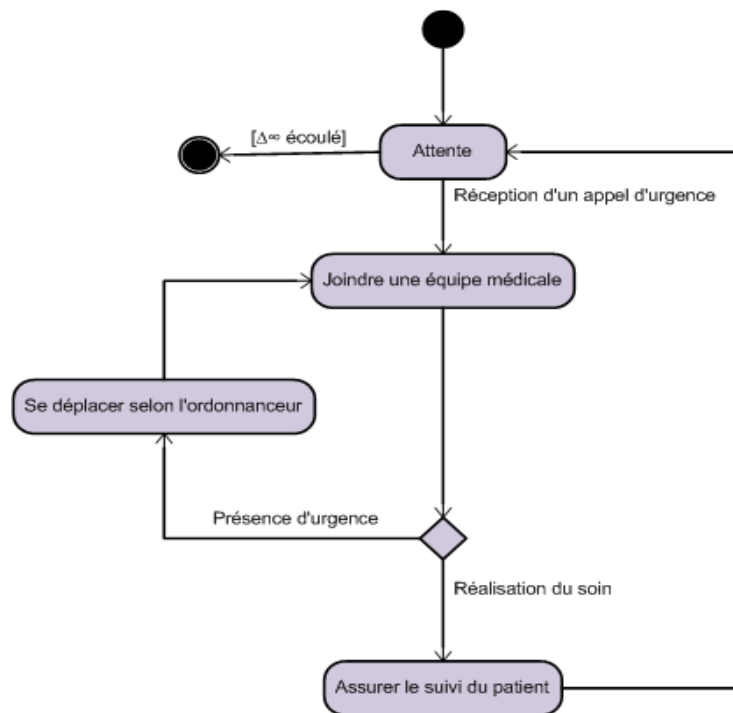 [Δ∞ écoulé]
Attente
Réception d'un appel d'urgence
Joindre une équipe médicale
Se déplacer selon l'ordonnanceur
Présence d'urgence
Réalisation du soin
Assurer le suivi du patient